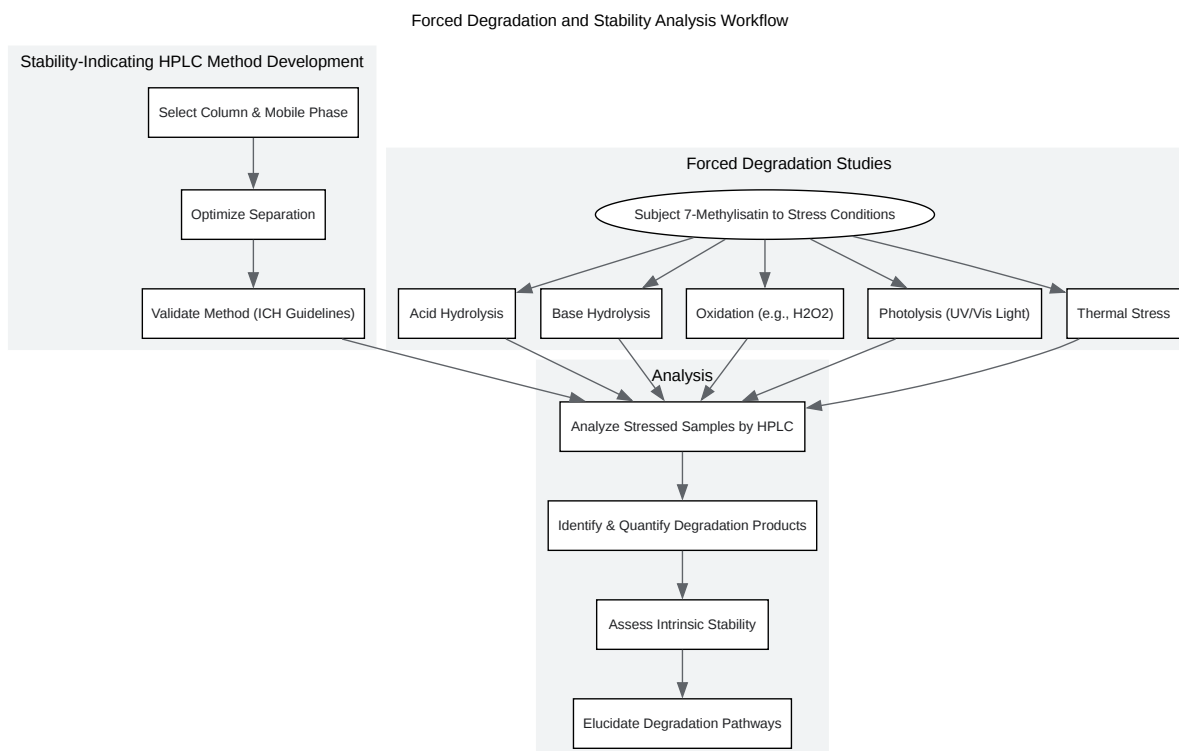 Forced Degradation and Stability Analysis Workflow
Stability-Indicating HPLC Method Development
Select Column & Mobile Phase
Optimize Separation
Validate Method (ICH Guidelines)
Forced Degradation Studies
Subject 7-Methylisatin to Stress Conditions
Acid Hydrolysis
Base Hydrolysis
Oxidation (e.g., H2O2)
Photolysis (UV/Vis Light)
Thermal Stress
Analysis
Analyze Stressed Samples by HPLC
Identify & Quantify Degradation Products
Assess Intrinsic Stability
Elucidate Degradation Pathways